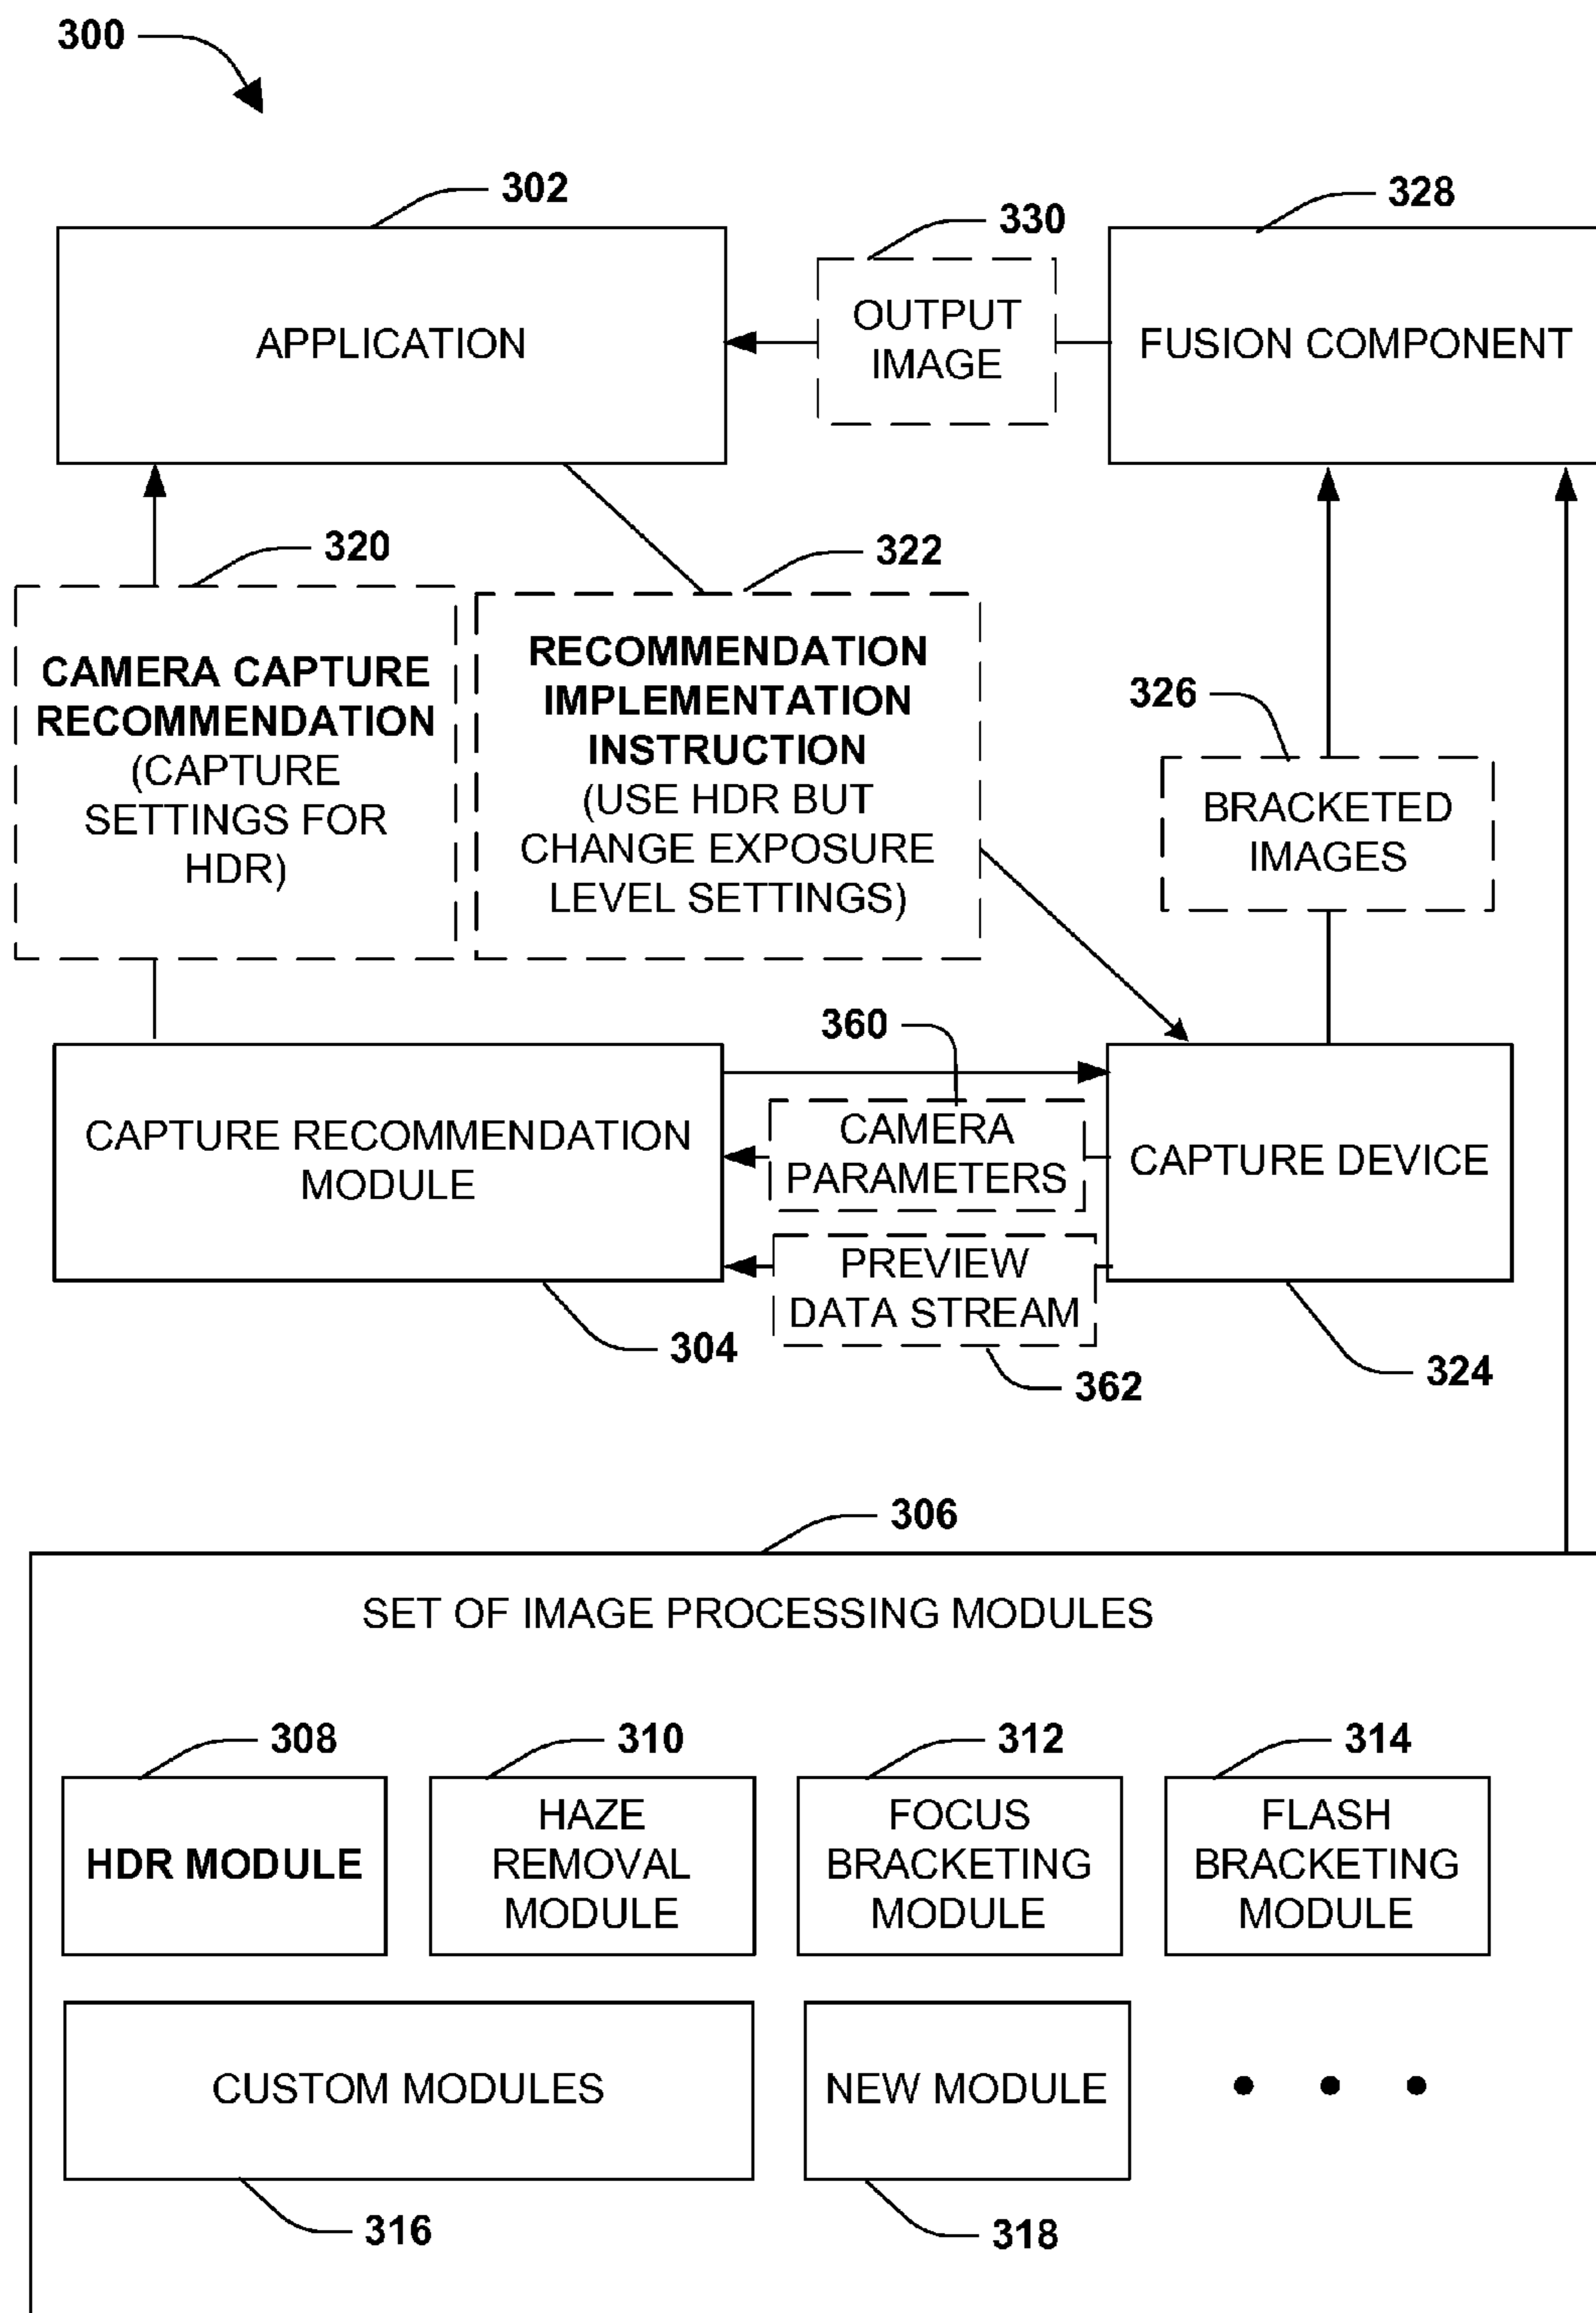 300
302
328
330
APPLICATION
OUTPUT
IMAGE
FUSION COMPONENT
320
322
CAMERA CAPTURE
RECOMMENDATION
(CAPTURE
SETTINGS FOR
HDR)
RECOMMENDATION
IMPLEMENTATION
INSTRUCTION
(USE HDR BUT
CHANGE EXPOSURE
LEVEL SETTINGS)
326
BRACKETED
IMAGES
360
CAPTURE RECOMMENDATION
MODULE
CAMERA
PARAMETERS
CAPTURE DEVICE
PREVIEW
DATA STREAM
304
362
324
306
SET OF IMAGE PROCESSING MODULES
308
310
312
314
HDR MODULE
HAZE
REMOVAL
MODULE
FOCUS
BRACKETING
MODULE
FLASH
BRACKETING
MODULE
CUSTOM MODULES
NEW MODULE
316
318